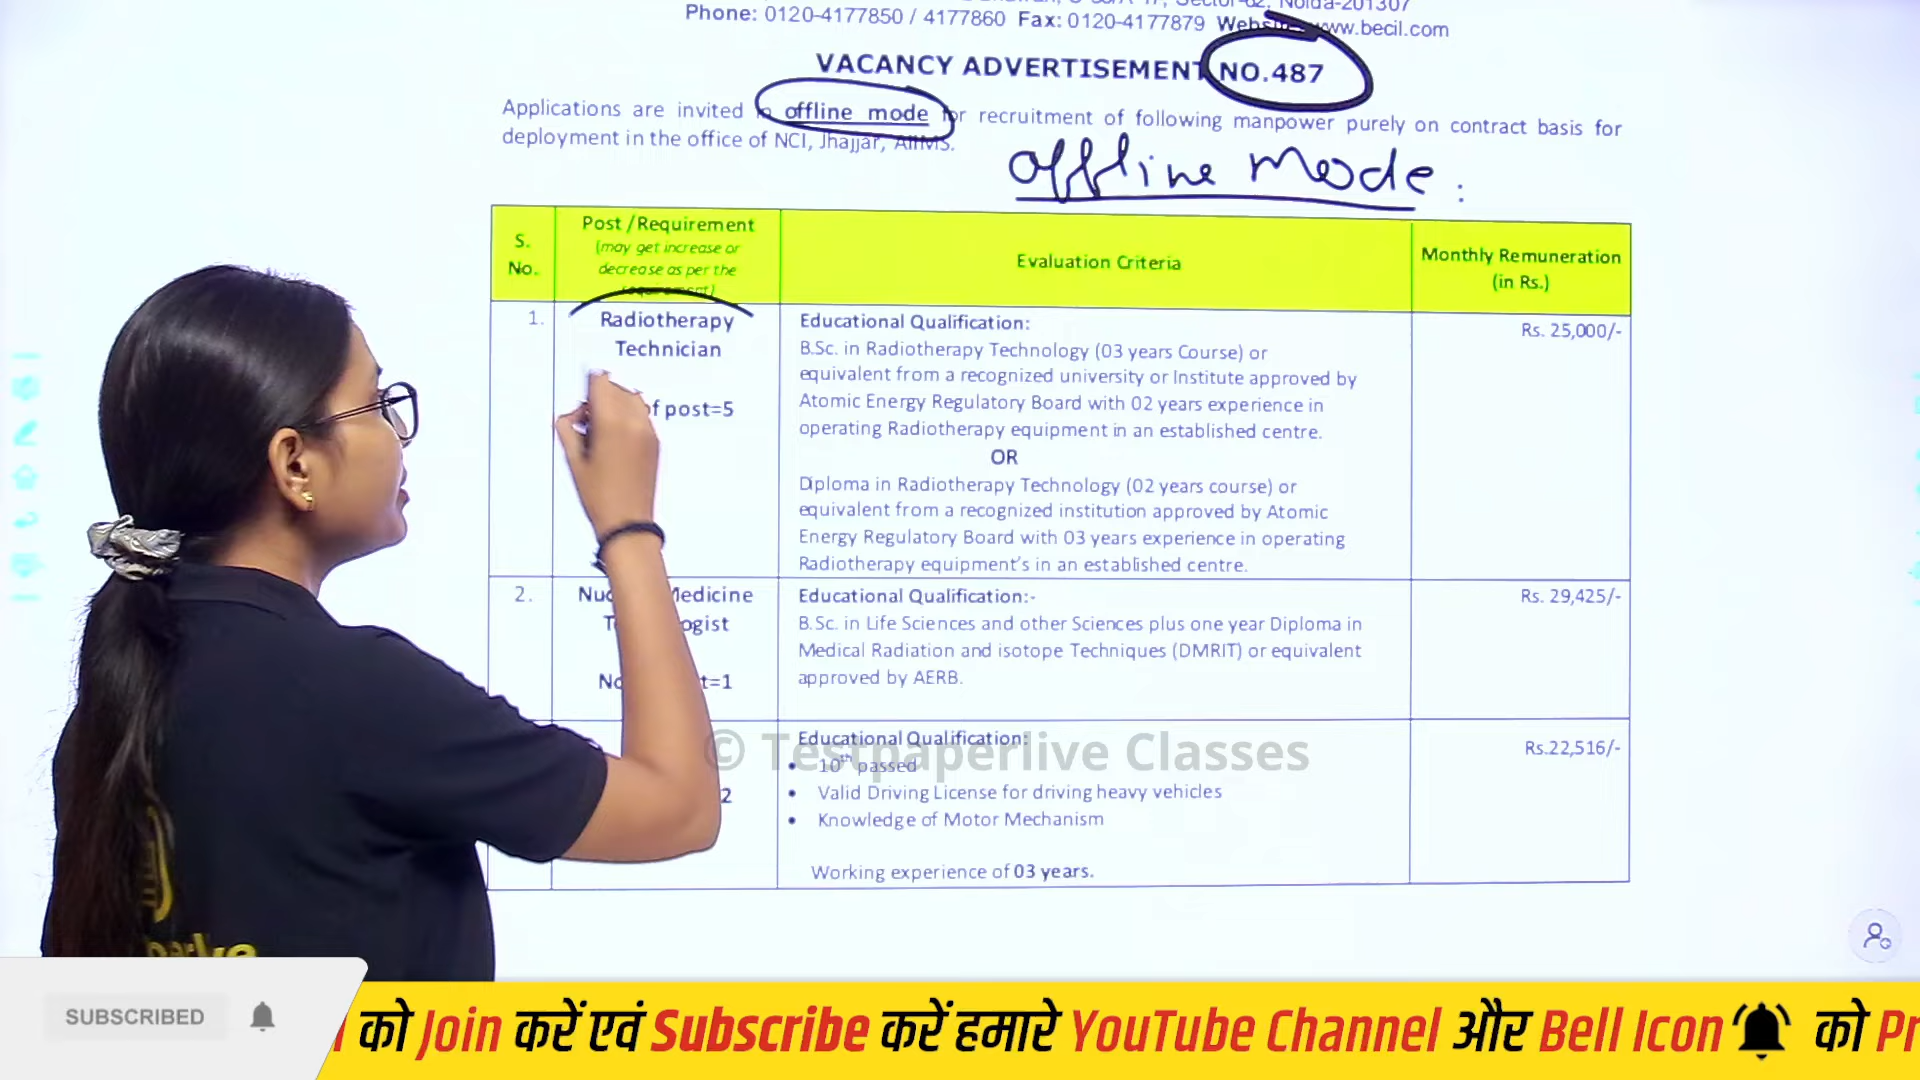 Noida-201307
Phone: 0120-4177850 / 4177860 Fax: 0120-4177879 www.becil.com
VACANCY ADVERTISEMENT NO.487
Applications are invited in offline mode for recruitment of following manpower purely on contract basis for
deployment in the office of NCI, Jhajjar, AIIMS.
offline mode :
S. No.
Post /Requirement
(may get increase or
decrease as per the
requirement)
Evaluation Criteria
Monthly Remuneration
(in Rs.)
1.
Radiotherapy
Technician
of post=5
Educational Qualification:
B.Sc. in Radiotherapy Technology (03 years Course) or
equivalent from a recognized university or Institute approved by
Atomic Energy Regulatory Board with 02 years experience in
operating Radiotherapy equipment in an established centre.
OR
Diploma in Radiotherapy Technology (02 years course) or
equivalent from a recognized institution approved by Atomic
Energy Regulatory Board with 03 years experience in operating
Radiotherapy equipment's in an established centre.
Rs. 25,000/-
2.
Medicine
t=1
Educational Qualification:-
B.Sc. in Life Sciences and other Sciences plus one year Diploma in
Medical Radiation and isotope Techniques (DMRIT) or equivalent
approved by AERB.
Rs. 29,425/-
2
Educational Qualification:
• 10th passed
• Valid Driving License for driving heavy vehicles
• Knowledge of Motor Mechanism
Working experience of 03 years.
Rs.22,516/-
© Testpaperlive Classes
SUBSCRIBED
को Join करें एवं Subscribe करें हमारे YouTube Channel और Bell Icon को Pr